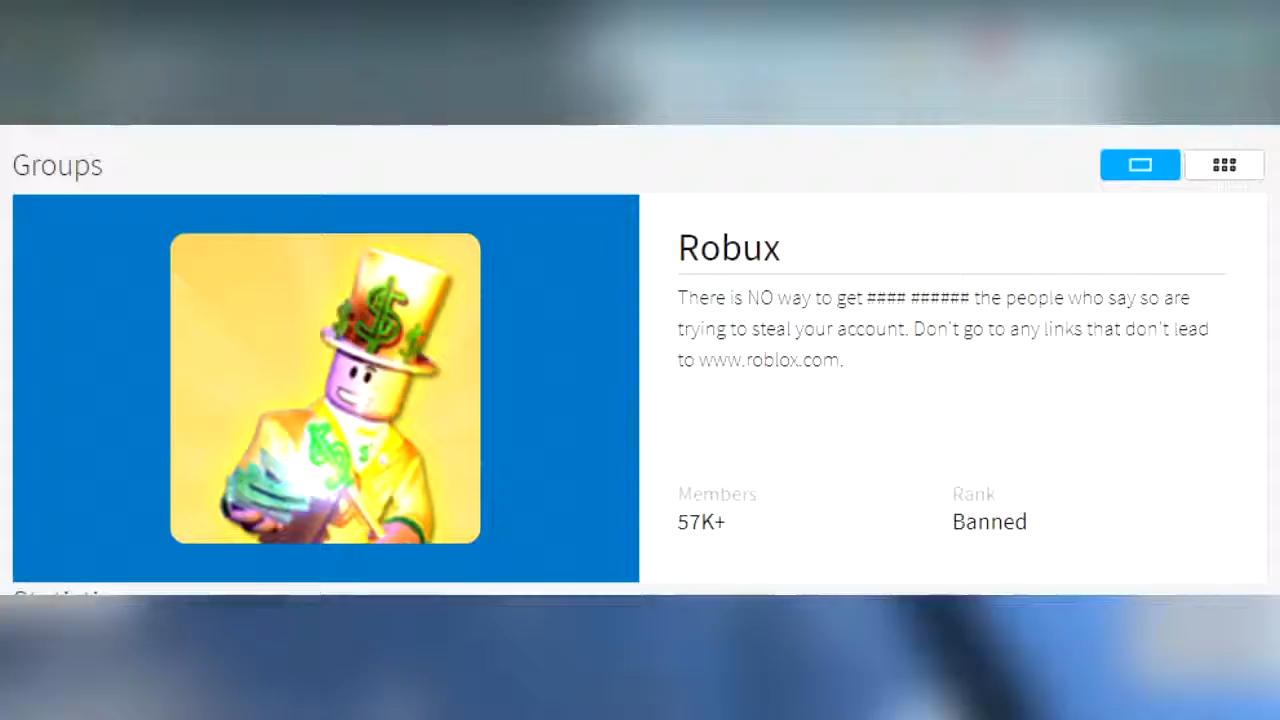 Groups
Robux
There is NO way to get #### ###### the people who say so are
trying to steal your account. Don't go to any links that don't lead
to www.roblox.com.
Members
Rank
57K+
Banned